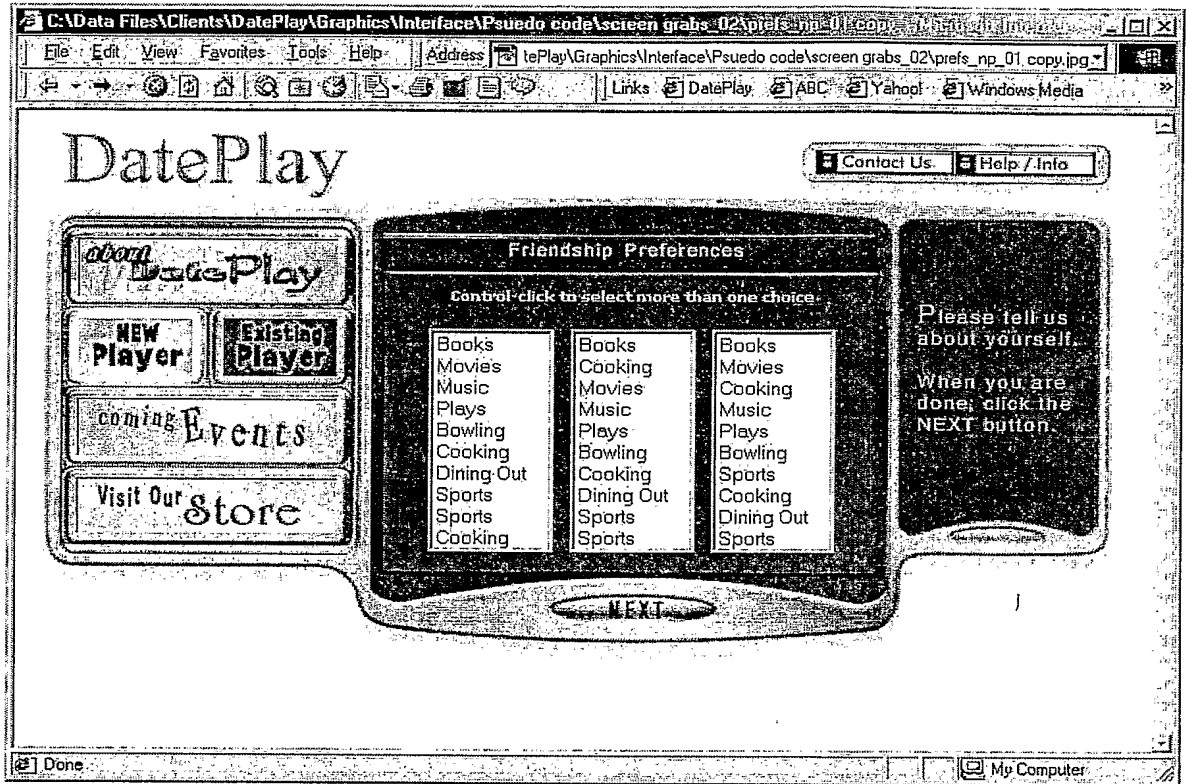 C:\Data Files\Clients\DatePlay\Graphics\Interface\Psuedo code\screen grabs_02\prefs_np_01 copy
File Edit View Favorites Tools Help Address tePlay\Graphics\Interface\Psuedo code\screen grabs_02\prefs_np_01 copy.jpg
Links DatePlay ABC Yahoo! Windows Media
DatePlay
Contact Us Help / Info
about DatePlay
NEW Player
Existing Player
coming Events
Visit Our Store
Friendship Preferences
Control-click to select more than one choice
Books
Movies
Music
Plays
Bowling
Cooking
Dining Out
Sports
Sports
Cooking
Books
Cooking
Movies
Music
Plays
Bowling
Cooking
Dining Out
Sports
Sports
Books
Movies
Cooking
Music
Plays
Bowling
Sports
Cooking
Dining Out
Sports
NEXT
Please tell us
about yourself.
When you are
done, click the
NEXT button.
Done
My Computer